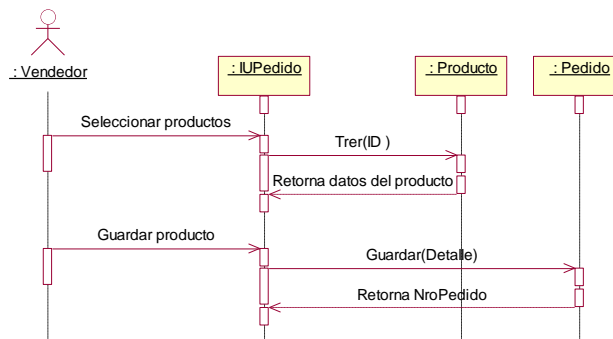 : Vendedor
: IUPedido
: Producto
: Pedido
Seleccionar productos
Trer(ID )
Retorna datos del producto
Guardar producto
Guardar(Detalle)
Retorna NroPedido